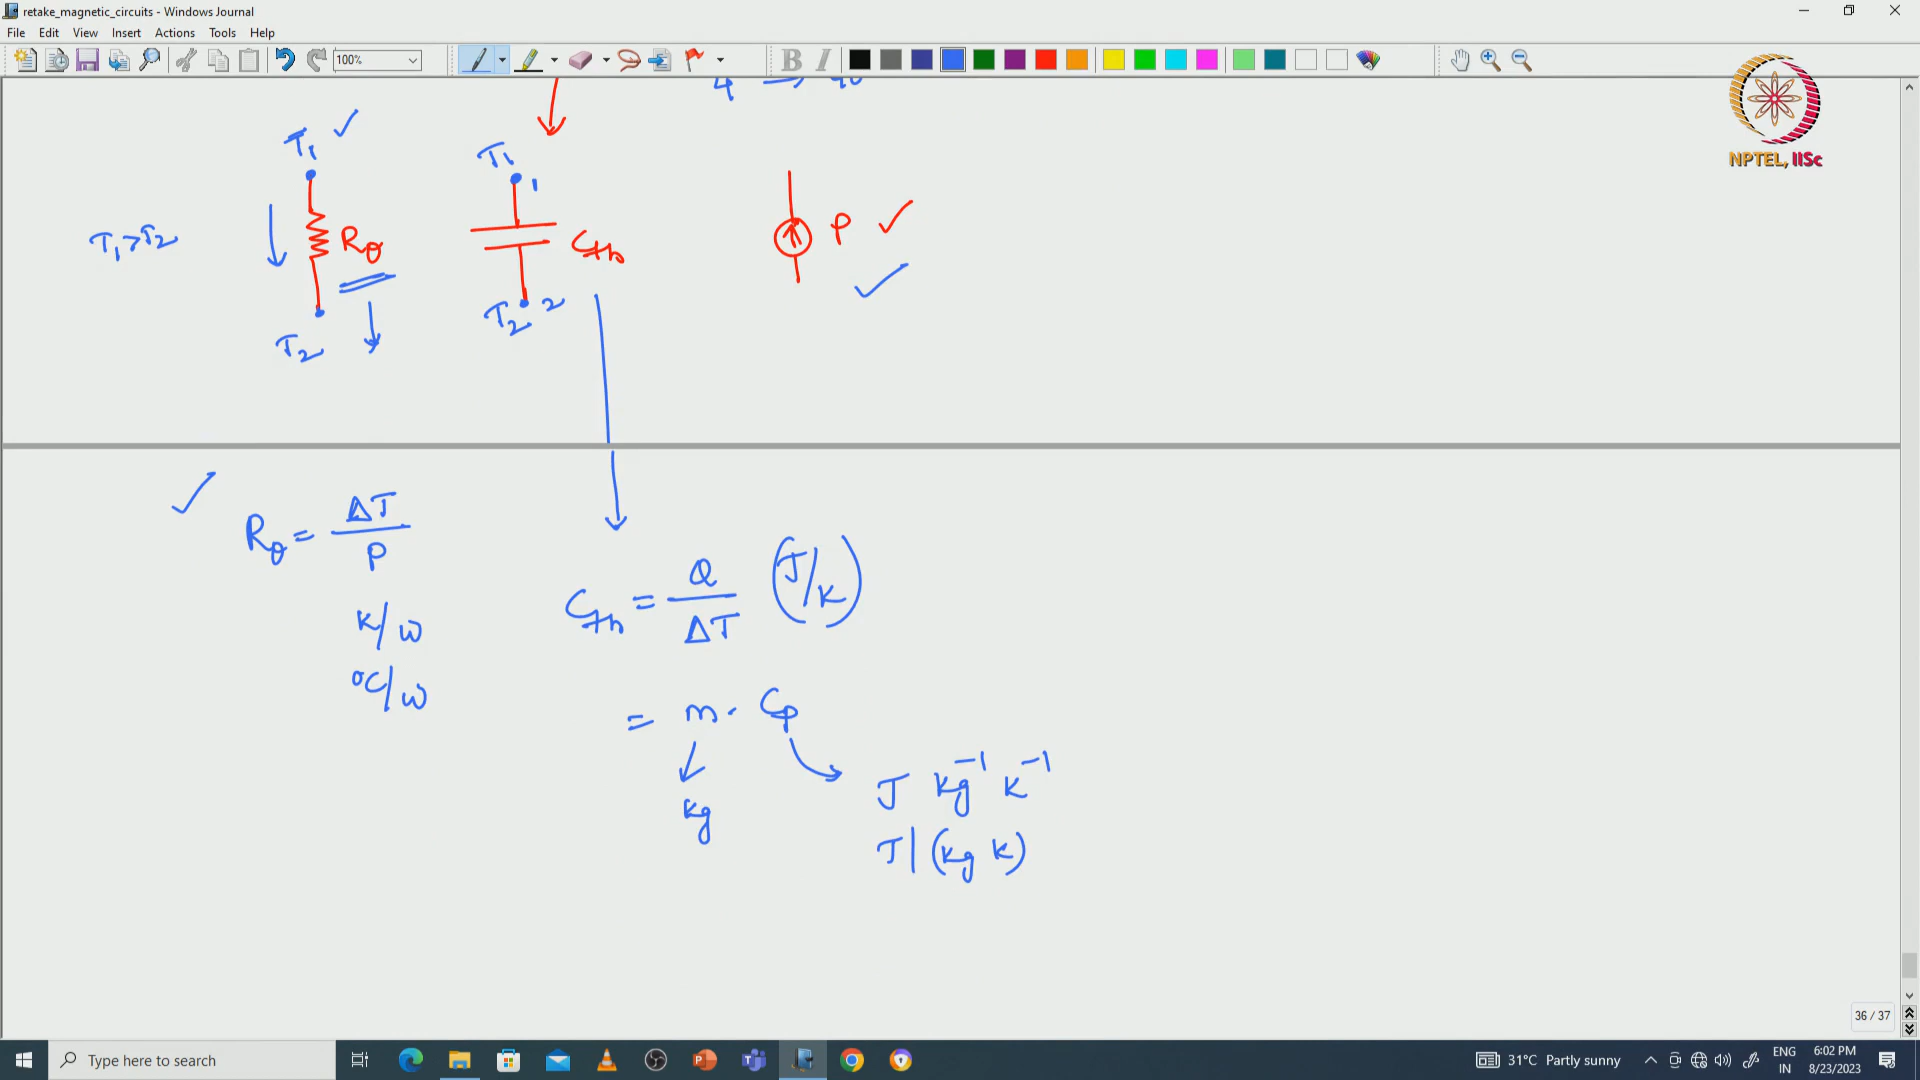 retake_magnetic_circuits - Windows Journal
File Edit View Insert Actions Tools Help
100%
B I
NPTEL, IISc
T₁ ✓
T₁ 1
T₁>T₂
Rθ
Cth
P ✓
✓
T₂ 2
T₂
✓ Rθ = ΔT / P
K/W
°C/W
Cth = Q / ΔT (J/K)
= m · Cp
kg
J kg⁻¹ K⁻¹
J | (kg K)
36 / 37
Type here to search
31°C Partly sunny
ENG
IN
6:02 PM
8/23/2023